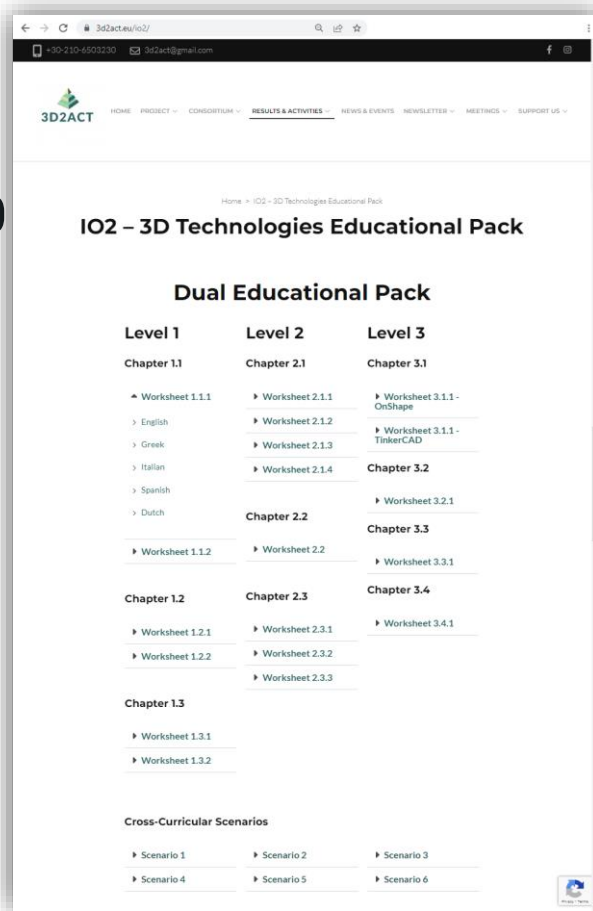 3d2act.eu/io2/
+30-210-6503230 3d2act@gmail.com
3D2ACT
HOME PROJECT CONSORTIUM RESULTS & ACTIVITIES NEWS & EVENTS NEWSLETTER MEETINGS SUPPORT US
Home » IO2 – 3D Technologies Educational Pack
IO2 – 3D Technologies Educational Pack
Dual Educational Pack
Level 1
Chapter 1.1
Worksheet 1.1.1
English
Greek
Italian
Spanish
Dutch
Worksheet 1.1.2
Chapter 1.2
Worksheet 1.2.1
Worksheet 1.2.2
Chapter 1.3
Worksheet 1.3.1
Worksheet 1.3.2
Level 2
Chapter 2.1
Worksheet 2.1.1
Worksheet 2.1.2
Worksheet 2.1.3
Worksheet 2.1.4
Chapter 2.2
Worksheet 2.2
Chapter 2.3
Worksheet 2.3.1
Worksheet 2.3.2
Worksheet 2.3.3
Level 3
Chapter 3.1
Worksheet 3.1.1 -
OnShape
Worksheet 3.1.1 -
TinkerCAD
Chapter 3.2
Worksheet 3.2.1
Chapter 3.3
Worksheet 3.3.1
Chapter 3.4
Worksheet 3.4.1
Cross-Curricular Scenarios
Scenario 1 Scenario 2 Scenario 3
Scenario 4 Scenario 5 Scenario 6
Privacy - Terms